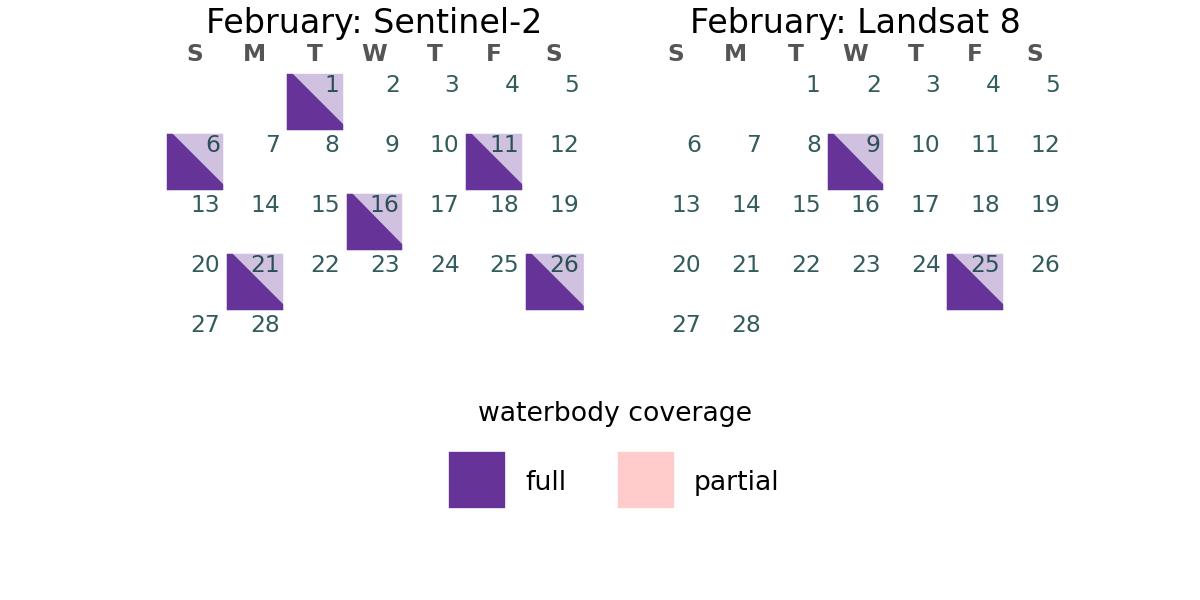 February: Sentinel-2
S M T W T F S
1 2 3 4 5
6 7 8 9 10 11 12
13 14 15 16 17 18 19
20 21 22 23 24 25 26
27 28
February: Landsat 8
S M T W T F S
1 2 3 4 5
6 7 8 9 10 11 12
13 14 15 16 17 18 19
20 21 22 23 24 25 26
27 28
waterbody coverage
full partial